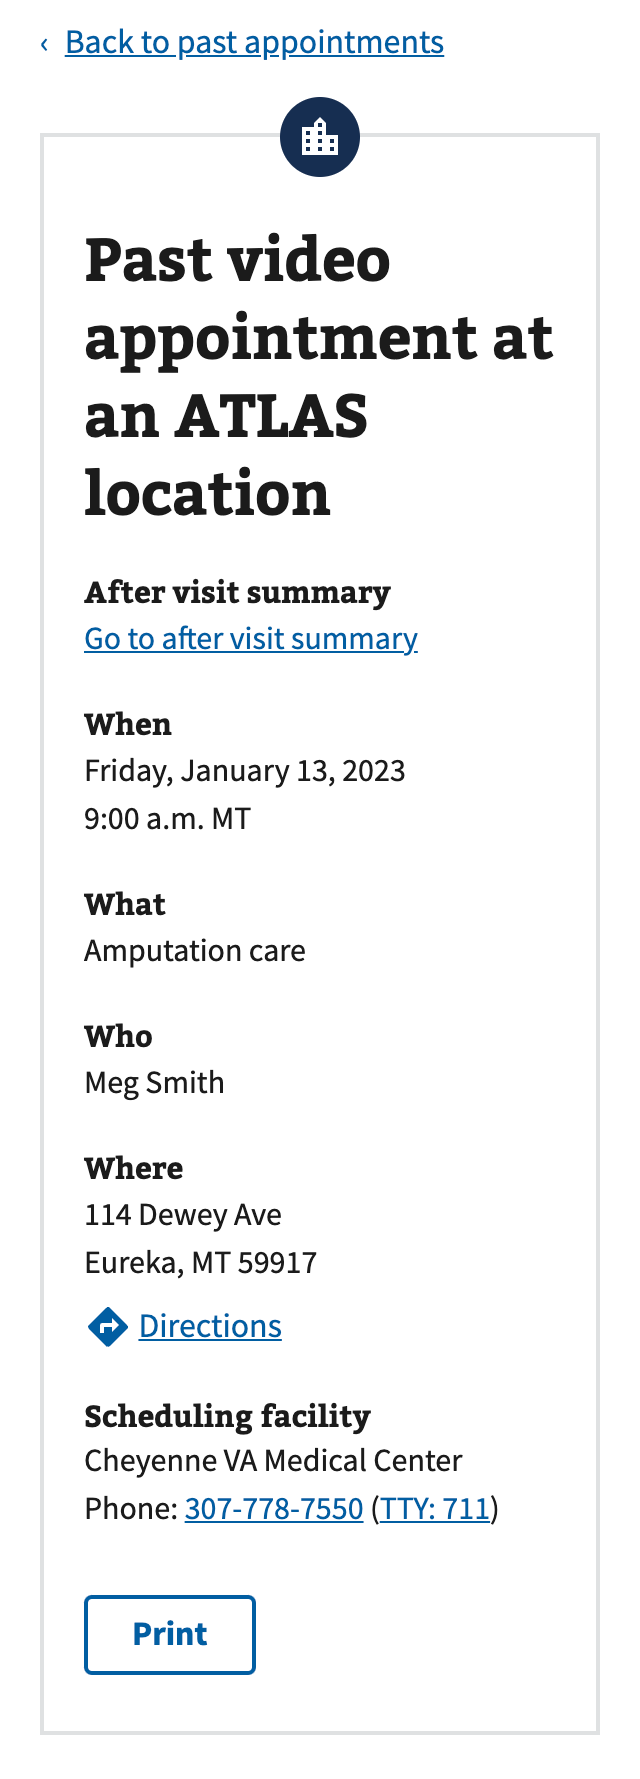 ‹ Back to past appointments
Past video
appointment at
an ATLAS
location
After visit summary
Go to after visit summary
When
Friday, January 13, 2023
9:00 a.m. MT
What
Amputation care
Who
Meg Smith
Where
114 Dewey Ave
Eureka, MT 59917
Directions
Scheduling facility
Cheyenne VA Medical Center
Phone: 307-778-7550 (TTY: 711)
Print